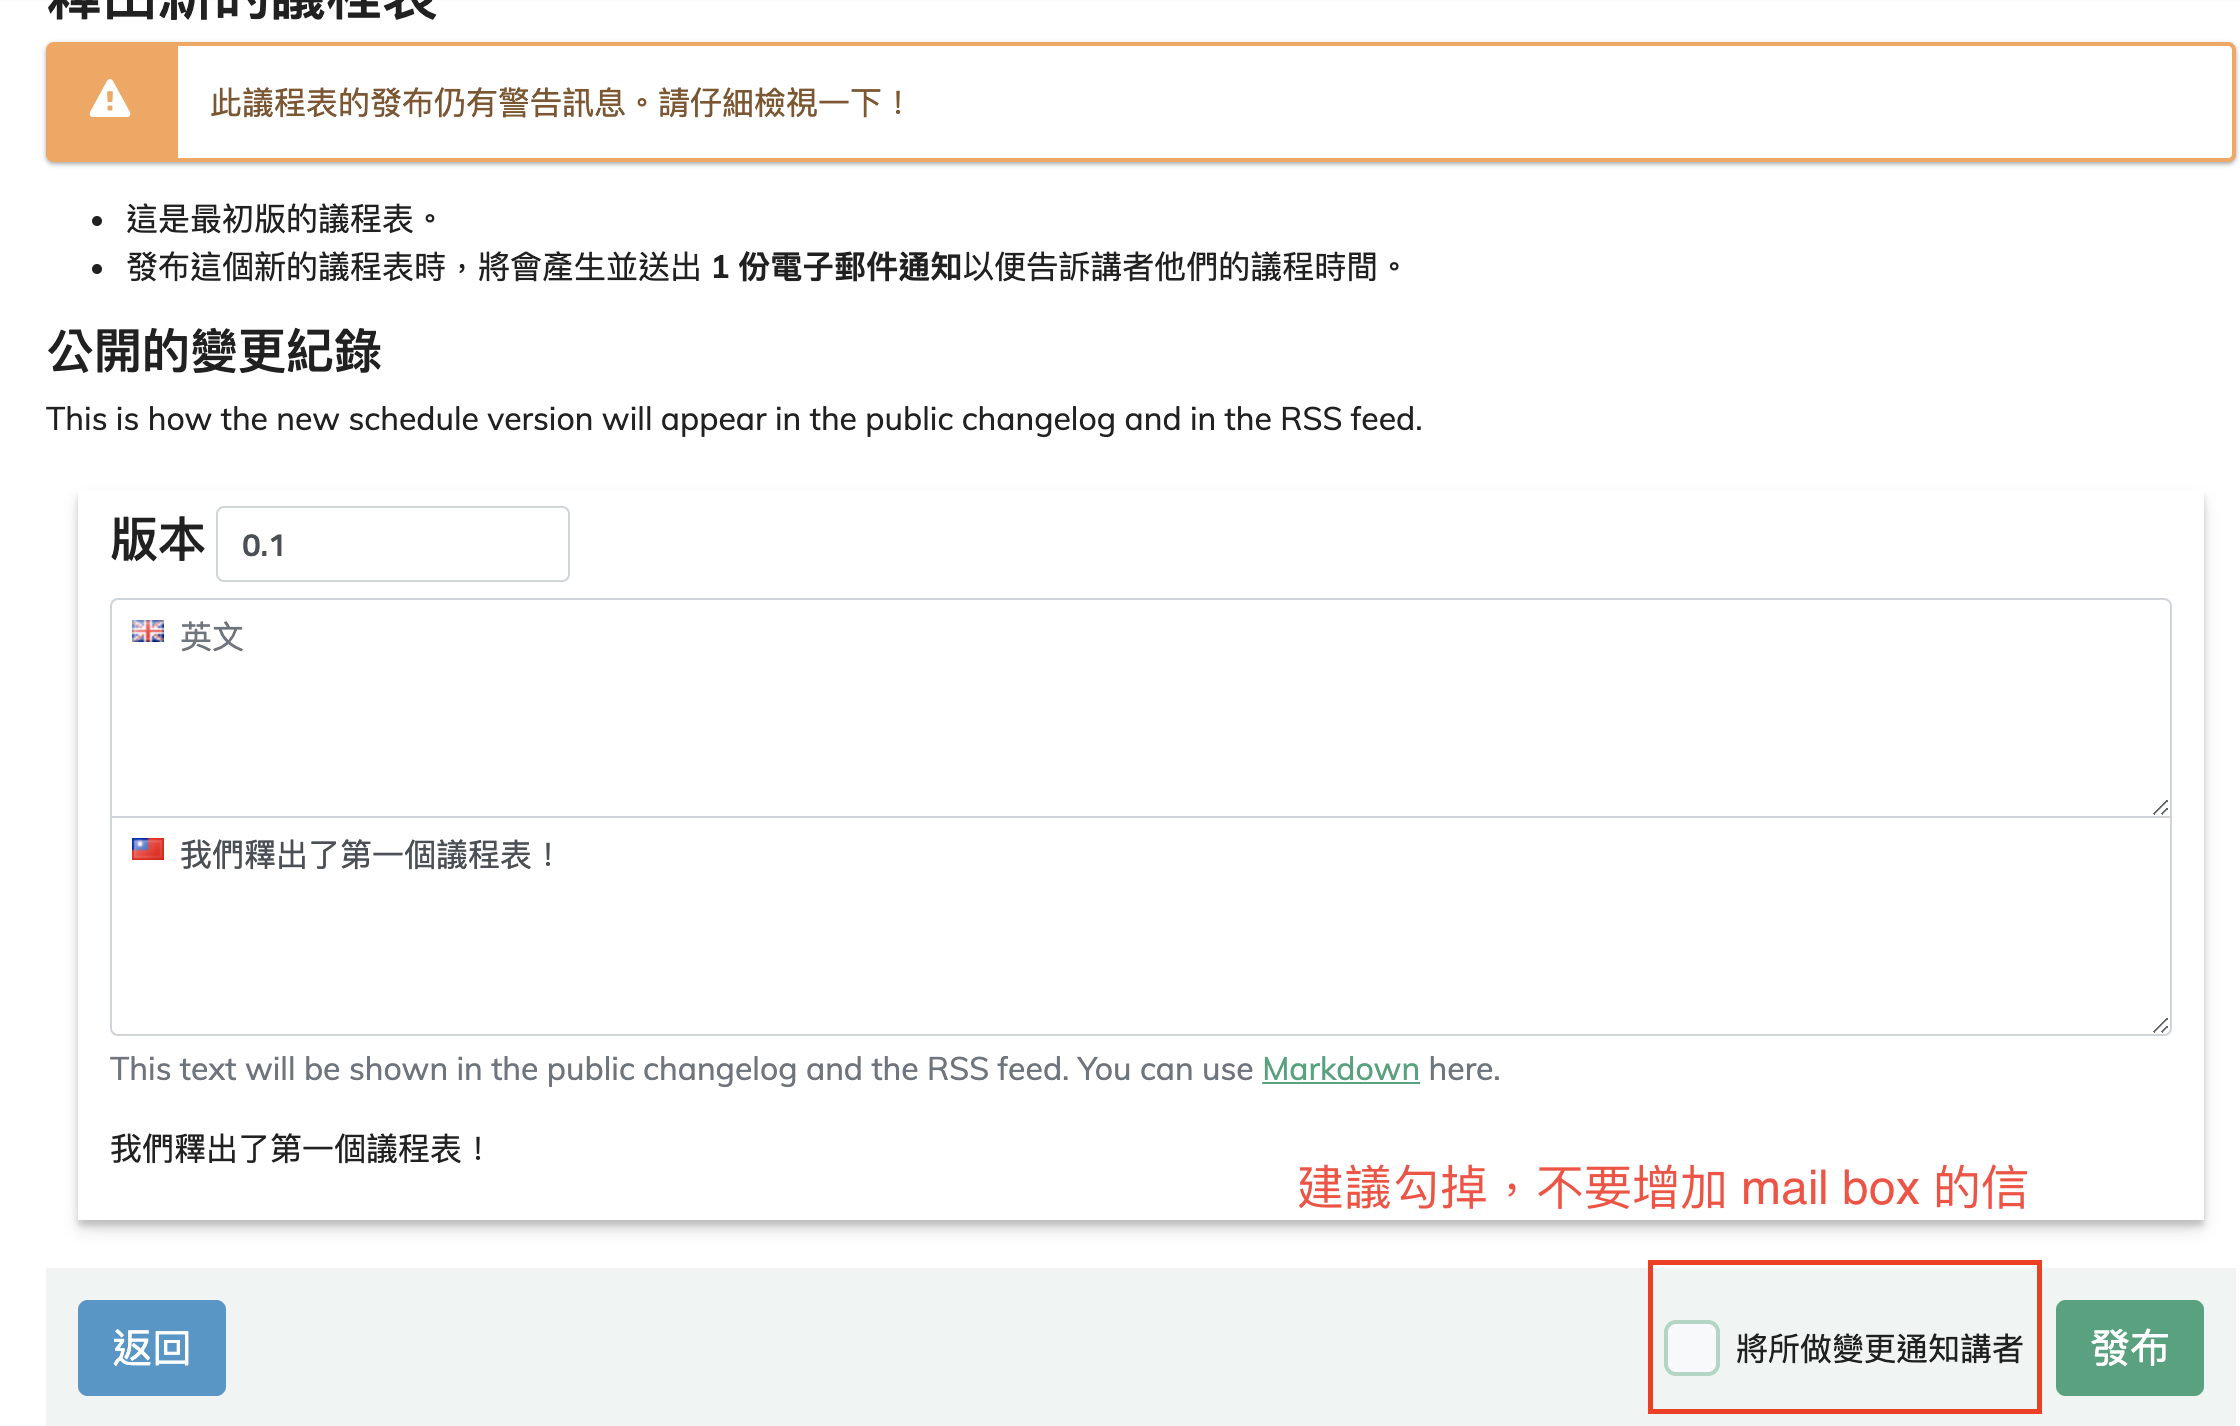 釋出新的議程表
此議程表的發布仍有警告訊息。請仔細檢視一下！
這是最初版的議程表。
發布這個新的議程表時，將會產生並送出 1 份電子郵件通知以便告訴講者他們的議程時間。
公開的變更紀錄
This is how the new schedule version will appear in the public changelog and in the RSS feed.
版本 0.1
英文
我們釋出了第一個議程表！
This text will be shown in the public changelog and the RSS feed. You can use Markdown here.
我們釋出了第一個議程表！
建議勾掉，不要增加 mail box 的信
返回 將所做變更通知講者 發布